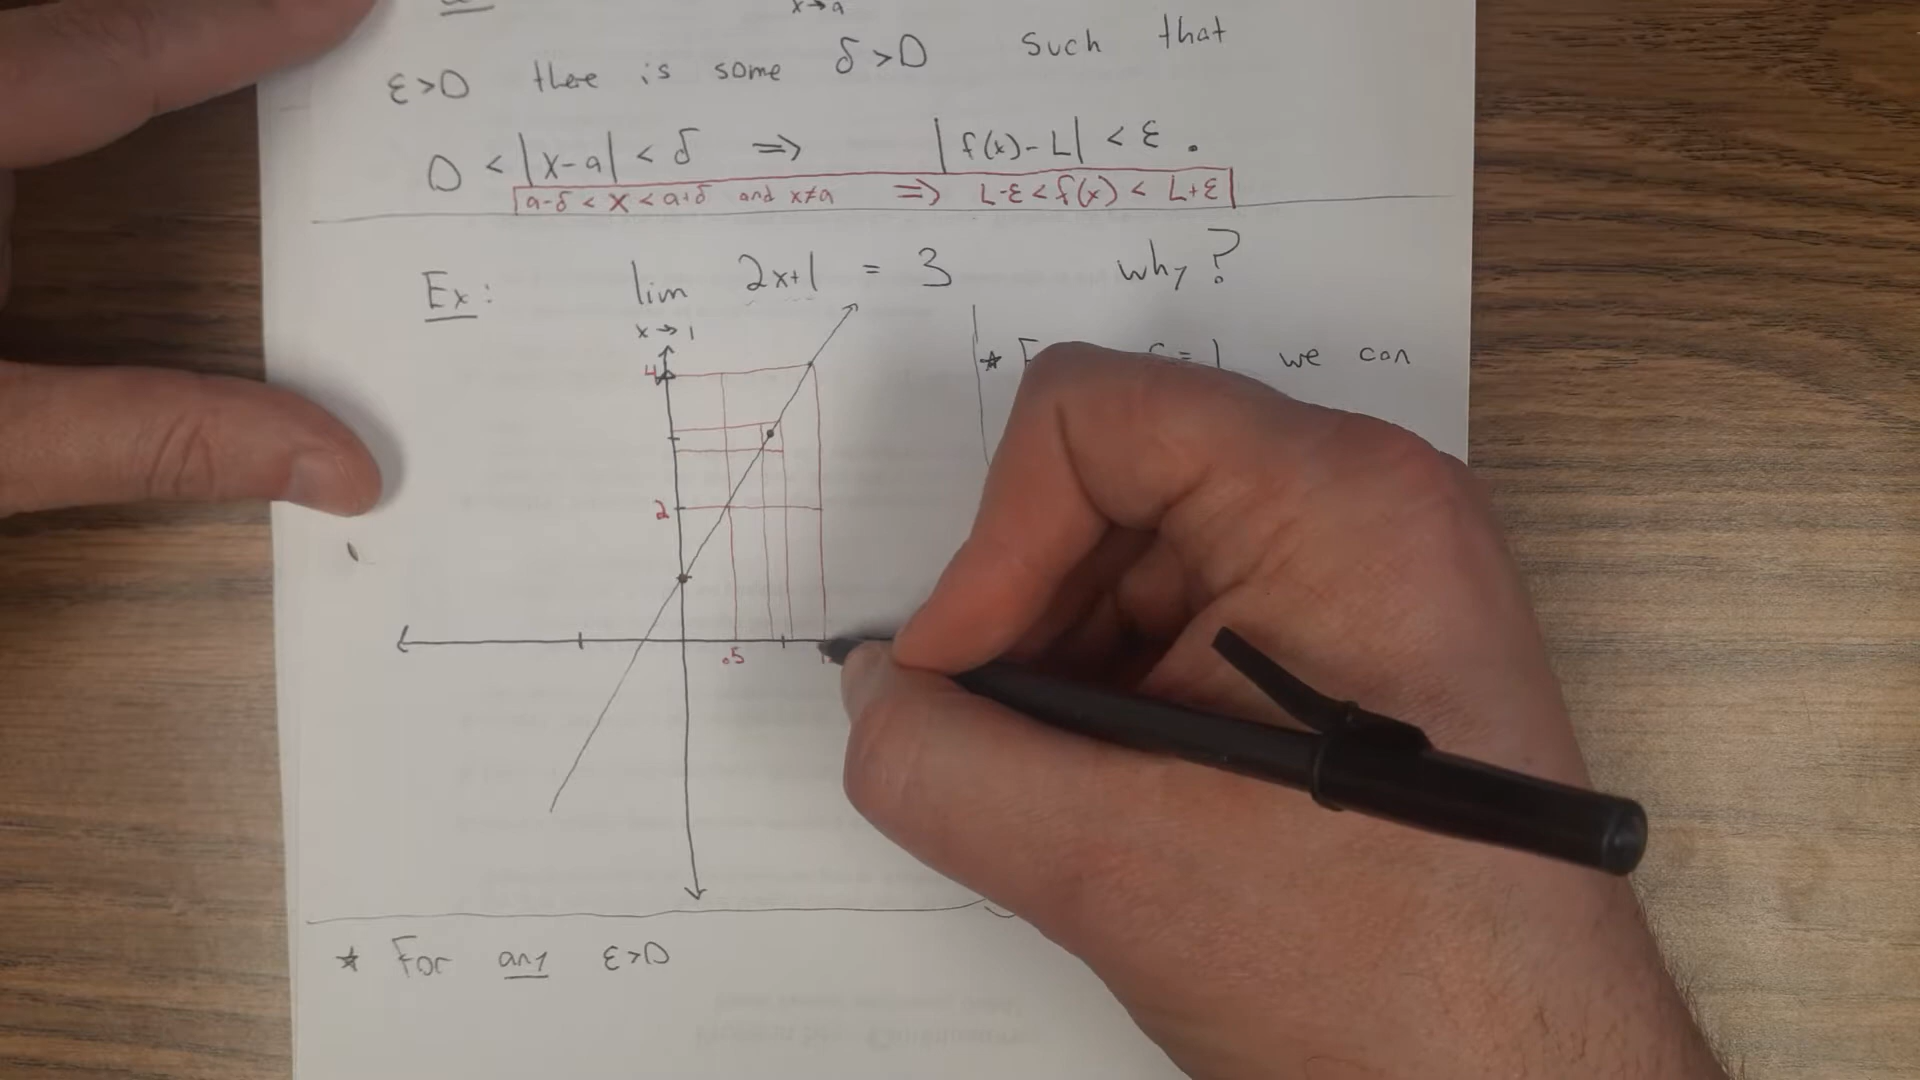 x→a
ε>0 there is some δ>0 such that
0 < |x-a| < δ ⇒ |f(x)-L| < ε.
a-δ < x < a+δ and x≠a ⇒ L-ε < f(x) < L+ε
Ex: lim 2x+1 = 3 why?
x→1
= 1 we can
4
2
.5
* For any ε>0